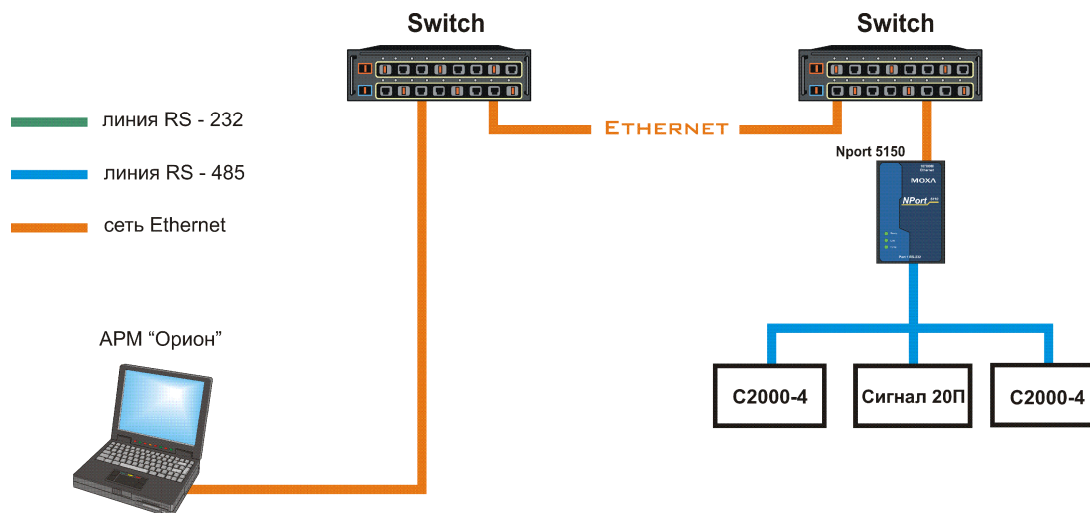 Switch
Switch
линия RS - 232
линия RS - 485
сеть Ethernet
ETHERNET
Nport 5150
Ethernet
MOXA
NPort
АРМ “Орион”
С2000-4
Сигнал 20П
С2000-4